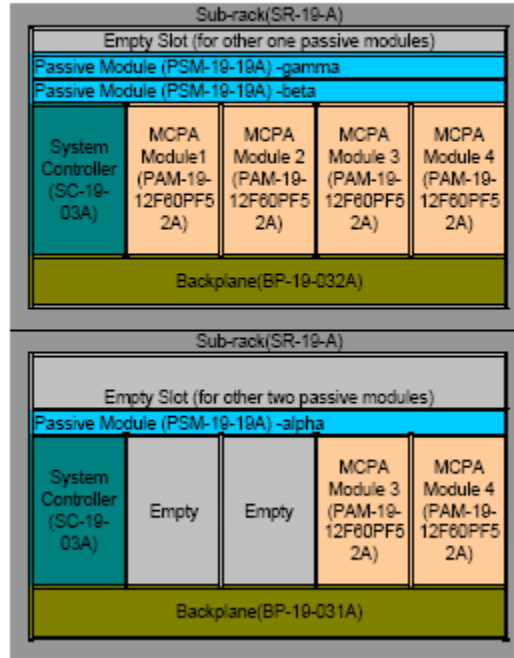 Sub-rack(SR-19-A)
Empty Slot (for other one passive modules)
Passive Module (PSM-19-19A) -gamma
Passive Module (PSM-19-19A) -beta
System
Controller
(SC-19-
03A)
MCPA
Module1
(PAM-19-
12F60PF5
2A)
MCPA
Module 2
(PAM-19-
12F60PF5
2A)
MCPA
Module 3
(PAM-19-
12F60PF5
2A)
MCPA
Module 4
(PAM-19-
12F60PF5
2A)
Backplane(BP-19-032A)
Sub-rack(SR-19-A)
Empty Slot (for other two passive modules)
Passive Module (PSM-19-19A) -alpha
System
Controller
(SC-19-
03A)
Empty
Empty
MCPA
Module 3
(PAM-19-
12F60PF5
2A)
MCPA
Module 4
(PAM-19-
12F60PF5
2A)
Backplane(BP-19-031A)